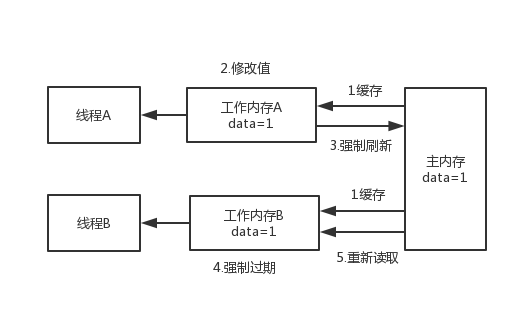 2.修改值
1缓存
线程A
工作内存A
data=1
3.强制刷新
主内存
data=1
1缓存
线程B
工作内存B
data=1
4.强制过期
5.重新读取